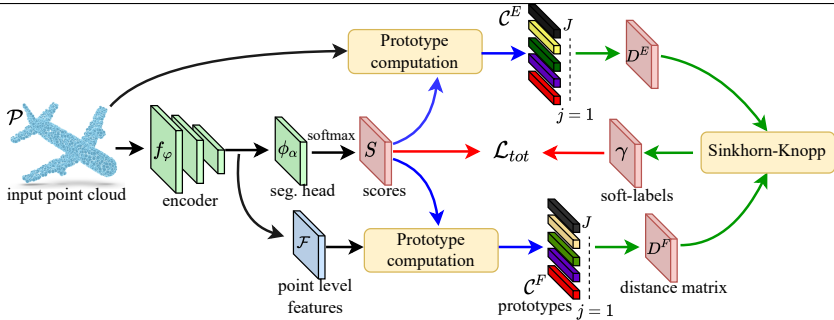 𝒞^E
J
Prototype
computation
D^E
j = 1
𝒫
f_φ
softmax
ϕ_α
S
ℒ_tot
γ
Sinkhorn-Knopp
input point cloud
encoder
seg. head
scores
soft-labels
ℱ
Prototype
computation
J
D^F
𝒞^F
point level
features
prototypes
distance matrix
j = 1